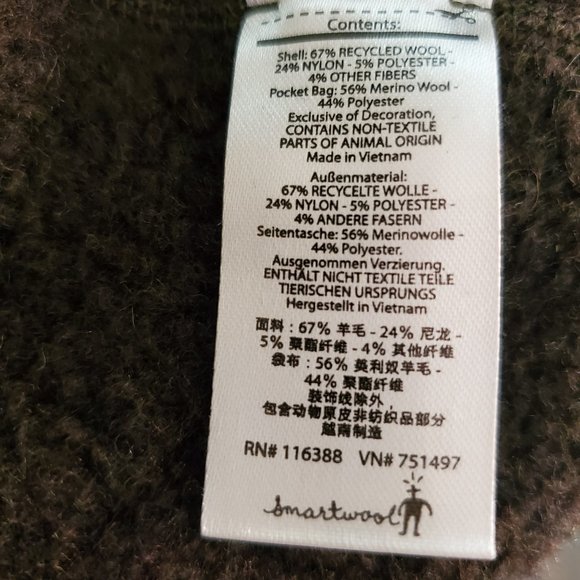 Contents:
Shell: 67% RECYCLED WOOL -
24% NYLON - 5% POLYESTER -
4% OTHER FIBERS
Pocket Bag: 56% Merino Wool -
44% Polyester
Exclusive of Decoration,
CONTAINS NON-TEXTILE
PARTS OF ANIMAL ORIGIN
Made in Vietnam
Außenmaterial:
67% RECYCELTE WOLLE -
24% NYLON - 5% POLYESTER -
4% ANDERE FASERN
Seitentasche: 56% Merinowolle -
44% Polyester.
Ausgenommen Verzierung.
ENTHÄLT NICHT TEXTILE TEILE
TIERISCHEN URSPRUNGS
Hergestellt in Vietnam
面料：67% 羊毛 - 24% 尼龙 -
5% 聚酯纤维 - 4% 其他纤维
袋布：56% 美利奴羊毛 -
44% 聚酯纤维
装饰线除外，
包含动物原皮非纺织品部分
越南制造
RN# 116388 VN# 751497
Smartwool